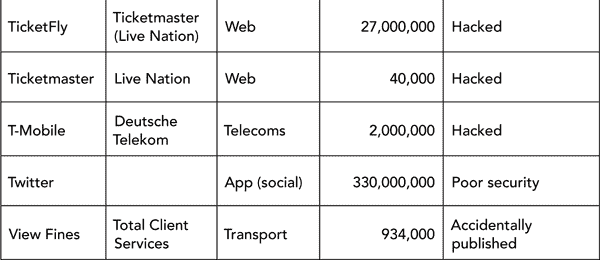 TicketFly Ticketmaster (Live Nation) Web 27,000,000 Hacked
Ticketmaster Live Nation Web 40,000 Hacked
T-Mobile Deutsche Telekom Telecoms 2,000,000 Hacked
Twitter App (social) 330,000,000 Poor security
View Fines Total Client Services Transport 934,000 Accidentally published